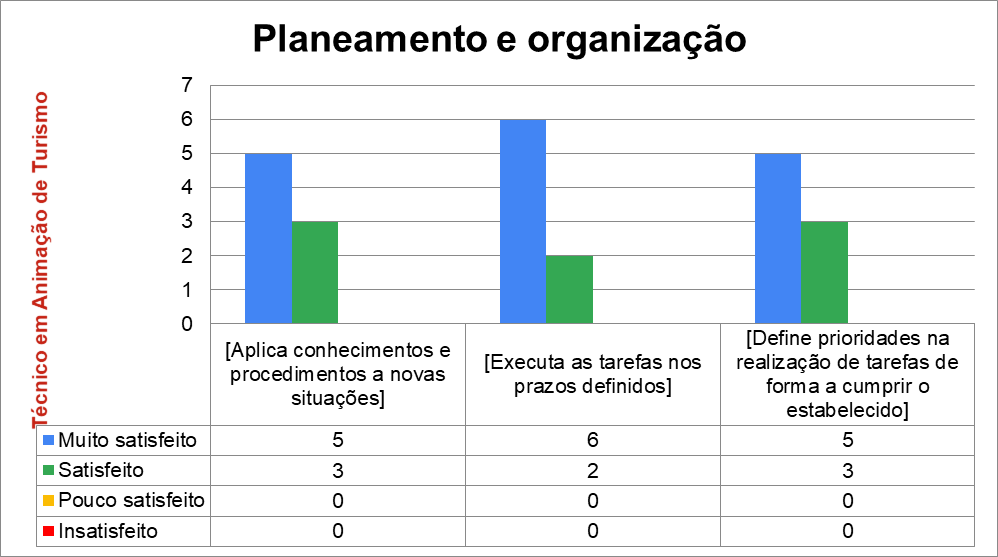 Planeamento e organização
Técnico em Animação de Turismo
7
6
5
4
3
2
1
0
[Aplica conhecimentos e
procedimentos a novas
situações]
[Executa as tarefas nos
prazos definidos]
[Define prioridades na
realização de tarefas de
forma a cumprir o
estabelecido]
Muito satisfeito 5 6 5
Satisfeito 3 2 3
Pouco satisfeito 0 0 0
Insatisfeito 0 0 0